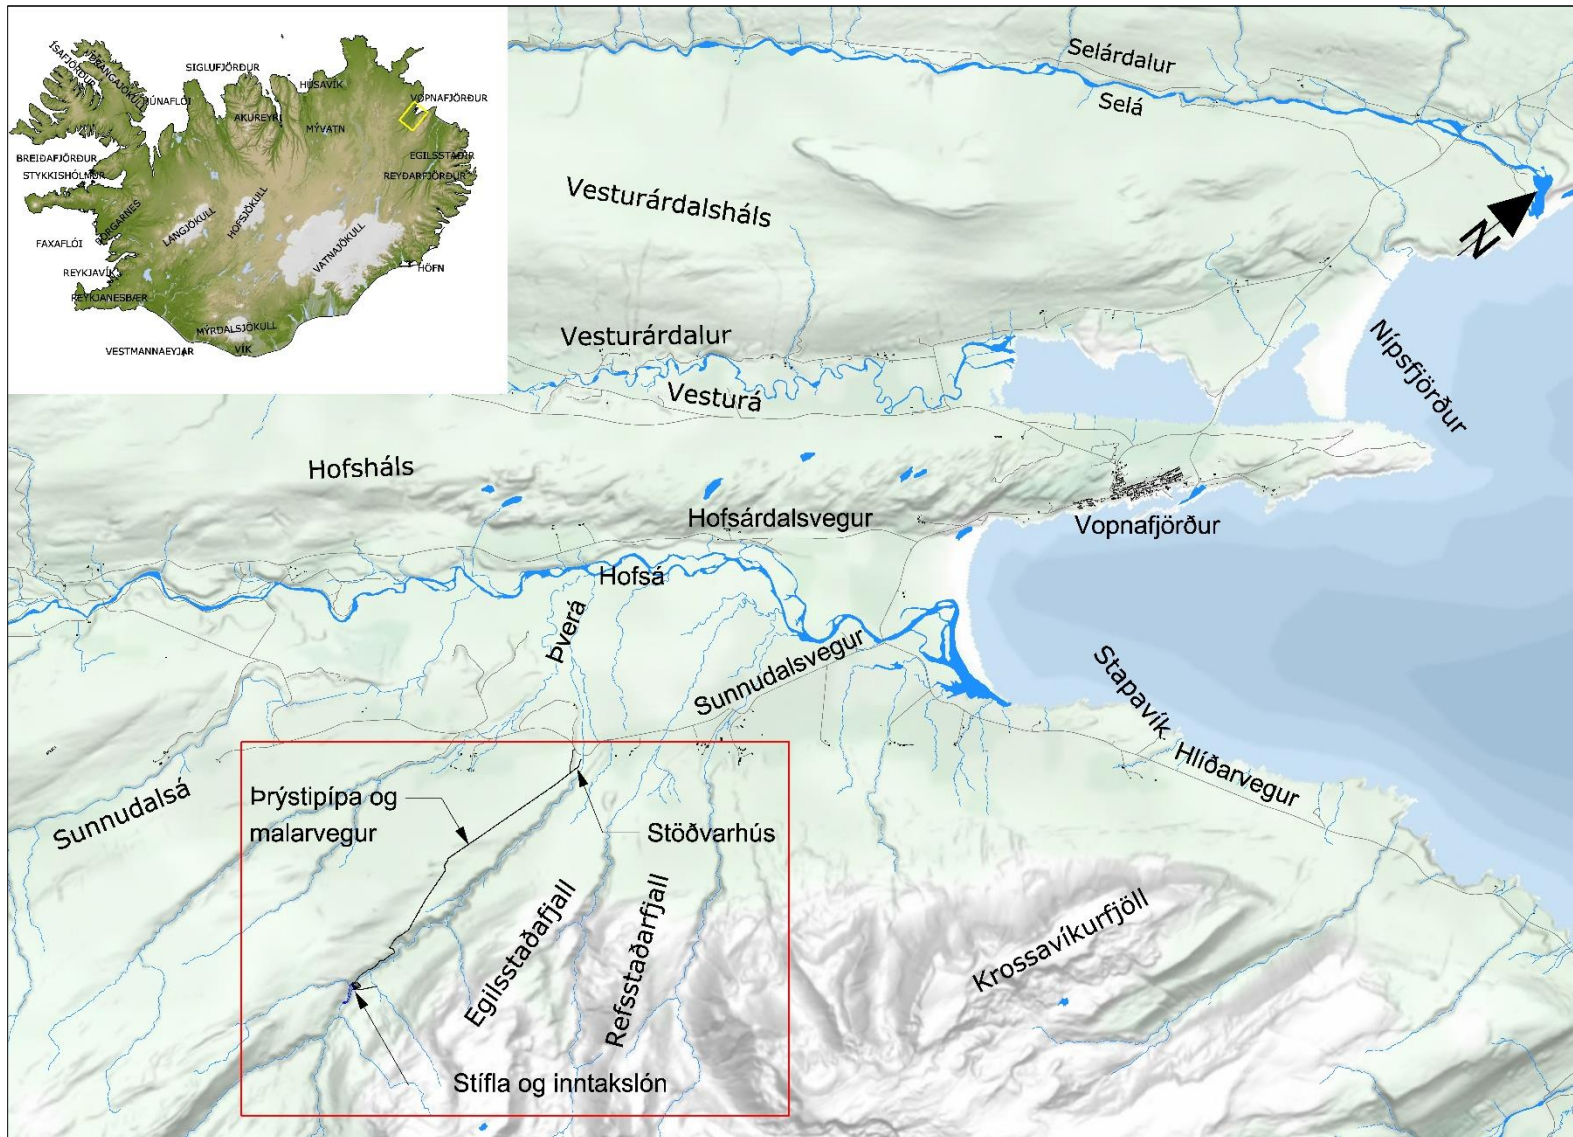 SIGLUFJÖRÐUR
ÍSAFJÖRÐUR
DRANGAJÖKULL
HÚNAFLÓI
HÚSAVÍK
VOPNAFJÖRÐUR
AKUREYRI
MÝVATN
BREIÐAFJÖRÐUR
EGILSSTAÐIR
STYKKISHÓLMUR
REYÐARFJÖRÐUR
BORGARNES
LANGJÖKULL
HOFSJÖKULL
FAXAFLÓI
VATNAJÖKULL
REYKJAVÍK
HÖFN
REYKJANESBÆR
MÝRDALSJÖKULL
VESTMANNAEYJAR
VÍK
Selárdalur
Selá
Vesturárdalsháls
N
Vesturárdalur
Nípsfjörður
Vesturá
Hofsháls
Hofsárdalsvegur
Vopnafjörður
Hofsá
Þverá
Sunnudalsvegur
Stapavík
Hlíðarvegur
Sunnudalsá
Þrýstipípa og
malarvegur
Stöðvarhús
Egilsstaðafjall
Refsstaðarfjall
Krossavíkurfjöll
Stífla og inntakslón